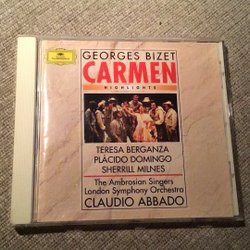 GEORGES BIZET
CARMEN
HIGHLIGHTS
TERESA BERGANZA
PLÁCIDO DOMINGO
SHERRILL MILNES
The Ambrosian Singers
London Symphony Orchestra
CLAUDIO ABBADO